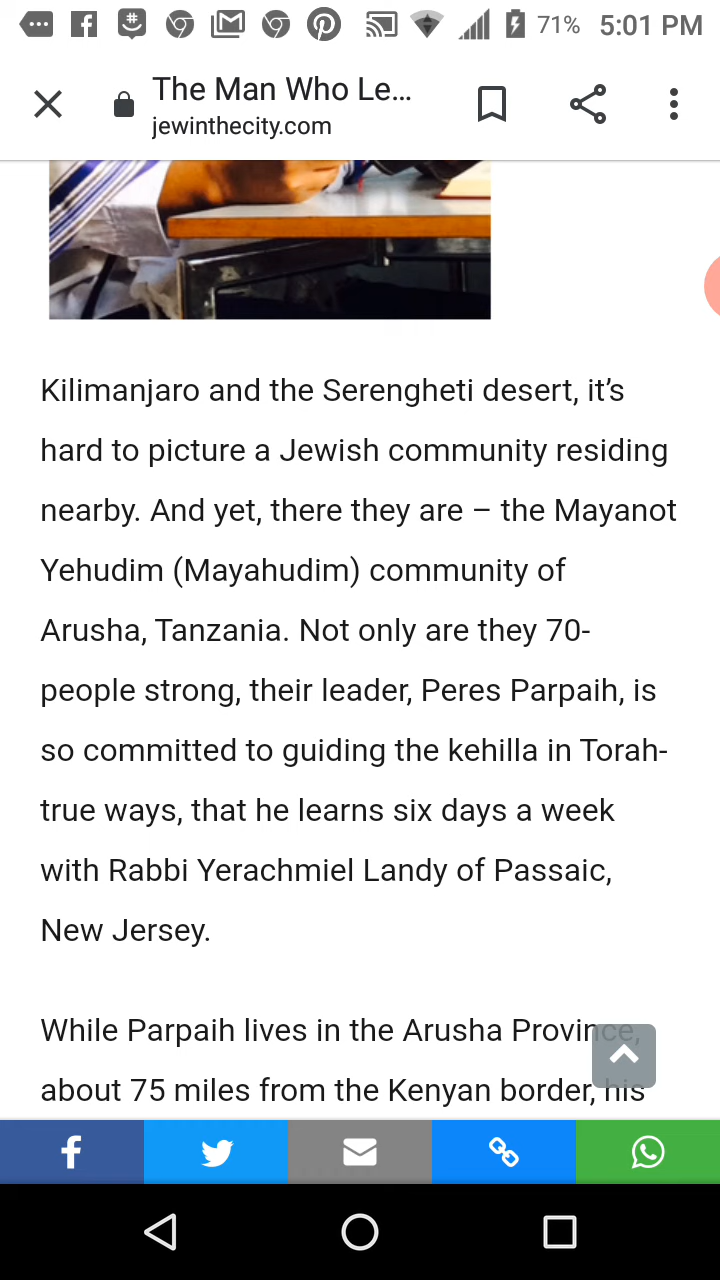 71% 5:01 PM
The Man Who Le...
jewinthecity.com
Kilimanjaro and the Serengheti desert, it’s
hard to picture a Jewish community residing
nearby. And yet, there they are – the Mayanot
Yehudim (Mayahudim) community of
Arusha, Tanzania. Not only are they 70-
people strong, their leader, Peres Parpaih, is
so committed to guiding the kehilla in Torah-
true ways, that he learns six days a week
with Rabbi Yerachmiel Landy of Passaic,
New Jersey.
While Parpaih lives in the Arusha Province,
about 75 miles from the Kenyan border, his